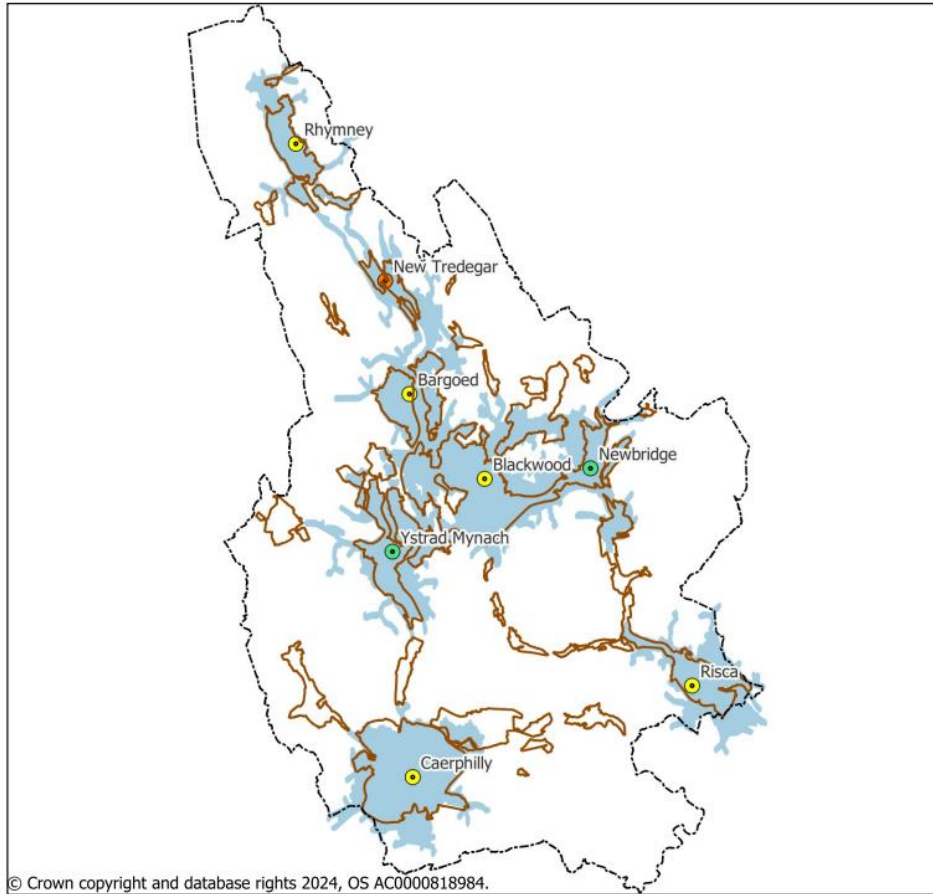 Rhymney
New Tredegar
Bargoed
Blackwood
Newbridge
Ystrad Mynach
Risca
Caerphilly
© Crown copyright and database rights 2024, OS AC0000818984.